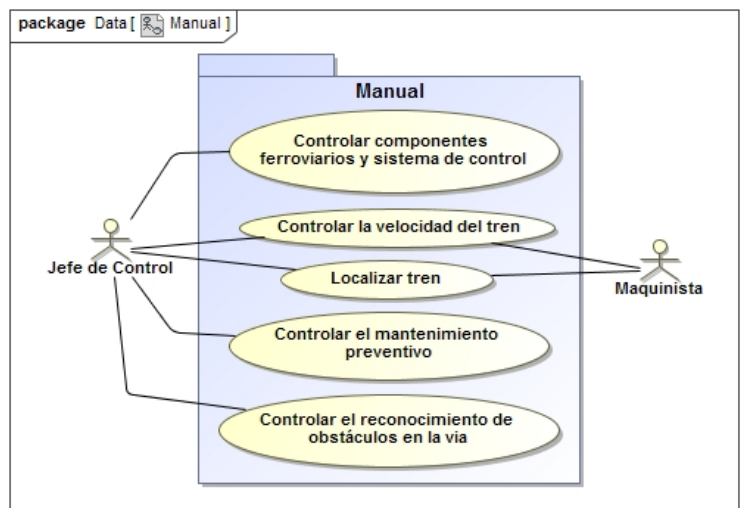 package Data [ Manual ]
Manual
Controlar componentes
ferroviarios y sistema de control
Controlar la velocidad del tren
Jefe de Control
Localizar tren
Maquinista
Controlar el mantenimiento
preventivo
Controlar el reconocimiento de
obstáculos en la via